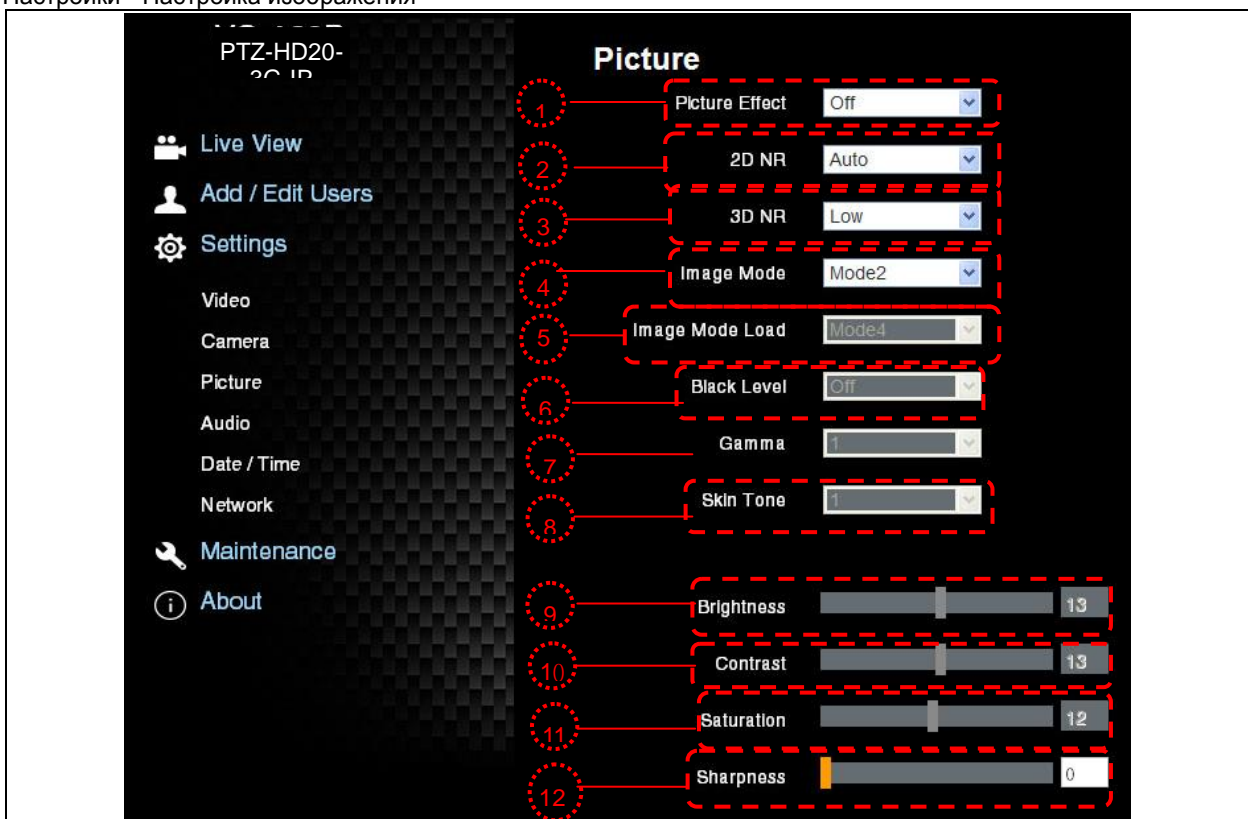 Настройки - Настройка изображения
PTZ-HD20-
Picture
1 Picture Effect Off
Live View
2 2D NR Auto
Add / Edit Users
3 3D NR Low
Settings
4 Image Mode Mode2
Video
5 Image Mode Load Mode4
Camera
Picture
6 Black Level Off
Audio
7 Gamma 1
Date / Time
Network
8 Skin Tone 1
Maintenance
About
9 Brightness 13
10 Contrast 13
11 Saturation 12
12 Sharpness 0